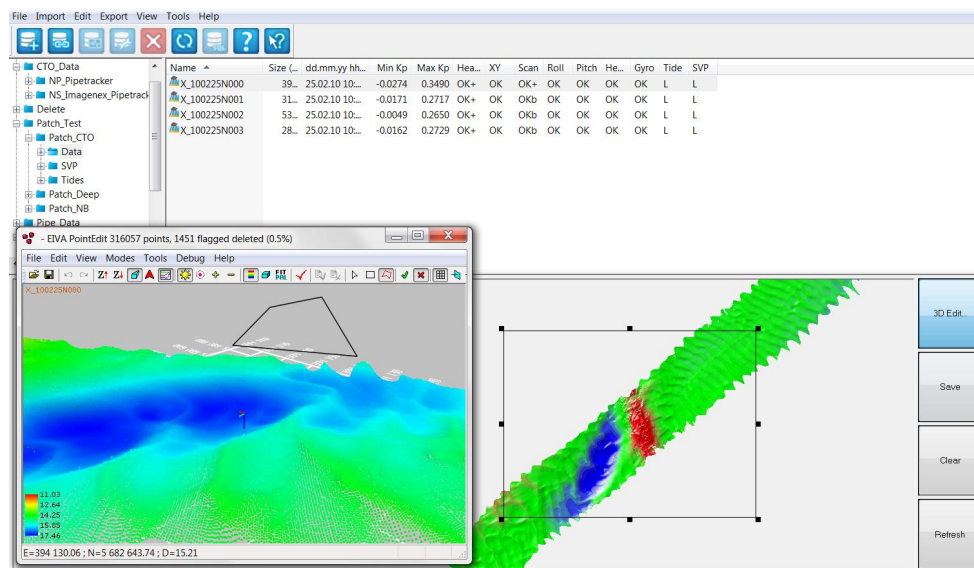 File Import Edit Export View Tools Help
CTO_Data
NP_Pipetracker
NS_Imagenex_Pipetrack
Delete
Patch_Test
Patch_CTO
Data
SVP
Tides
Patch_Deep
Patch_NB
Pipe_Data
Name Size (... dd.mm.yy hh... Min Kp Max Kp Hea... XY Scan Roll Pitch He... Gyro Tide SVP
X_100225N000 39... 25.02.10 10:... -0.0274 0.3490 OK+ OK OK+ OK OK OK OK L L
X_100225N001 31... 25.02.10 10:... -0.0171 0.2717 OK+ OK OKb OK OK OK OK L L
X_100225N002 53... 25.02.10 10:... -0.0049 0.2650 OK+ OK OKb OK OK OK OK L L
X_100225N003 28... 25.02.10 10:... -0.0162 0.2729 OK+ OK OKb OK OK OK OK L L
- EIVA PointEdit 316057 points, 1451 flagged deleted (0.5%)
File Edit View Modes Tools Debug Help
FIT
X_100225N000
11.03
12.64
14.25
15.05
17.46
E=394 130.06 ; N=5 682 643.74 ; D=15.21
3D Edit...
Save
Clear
Refresh